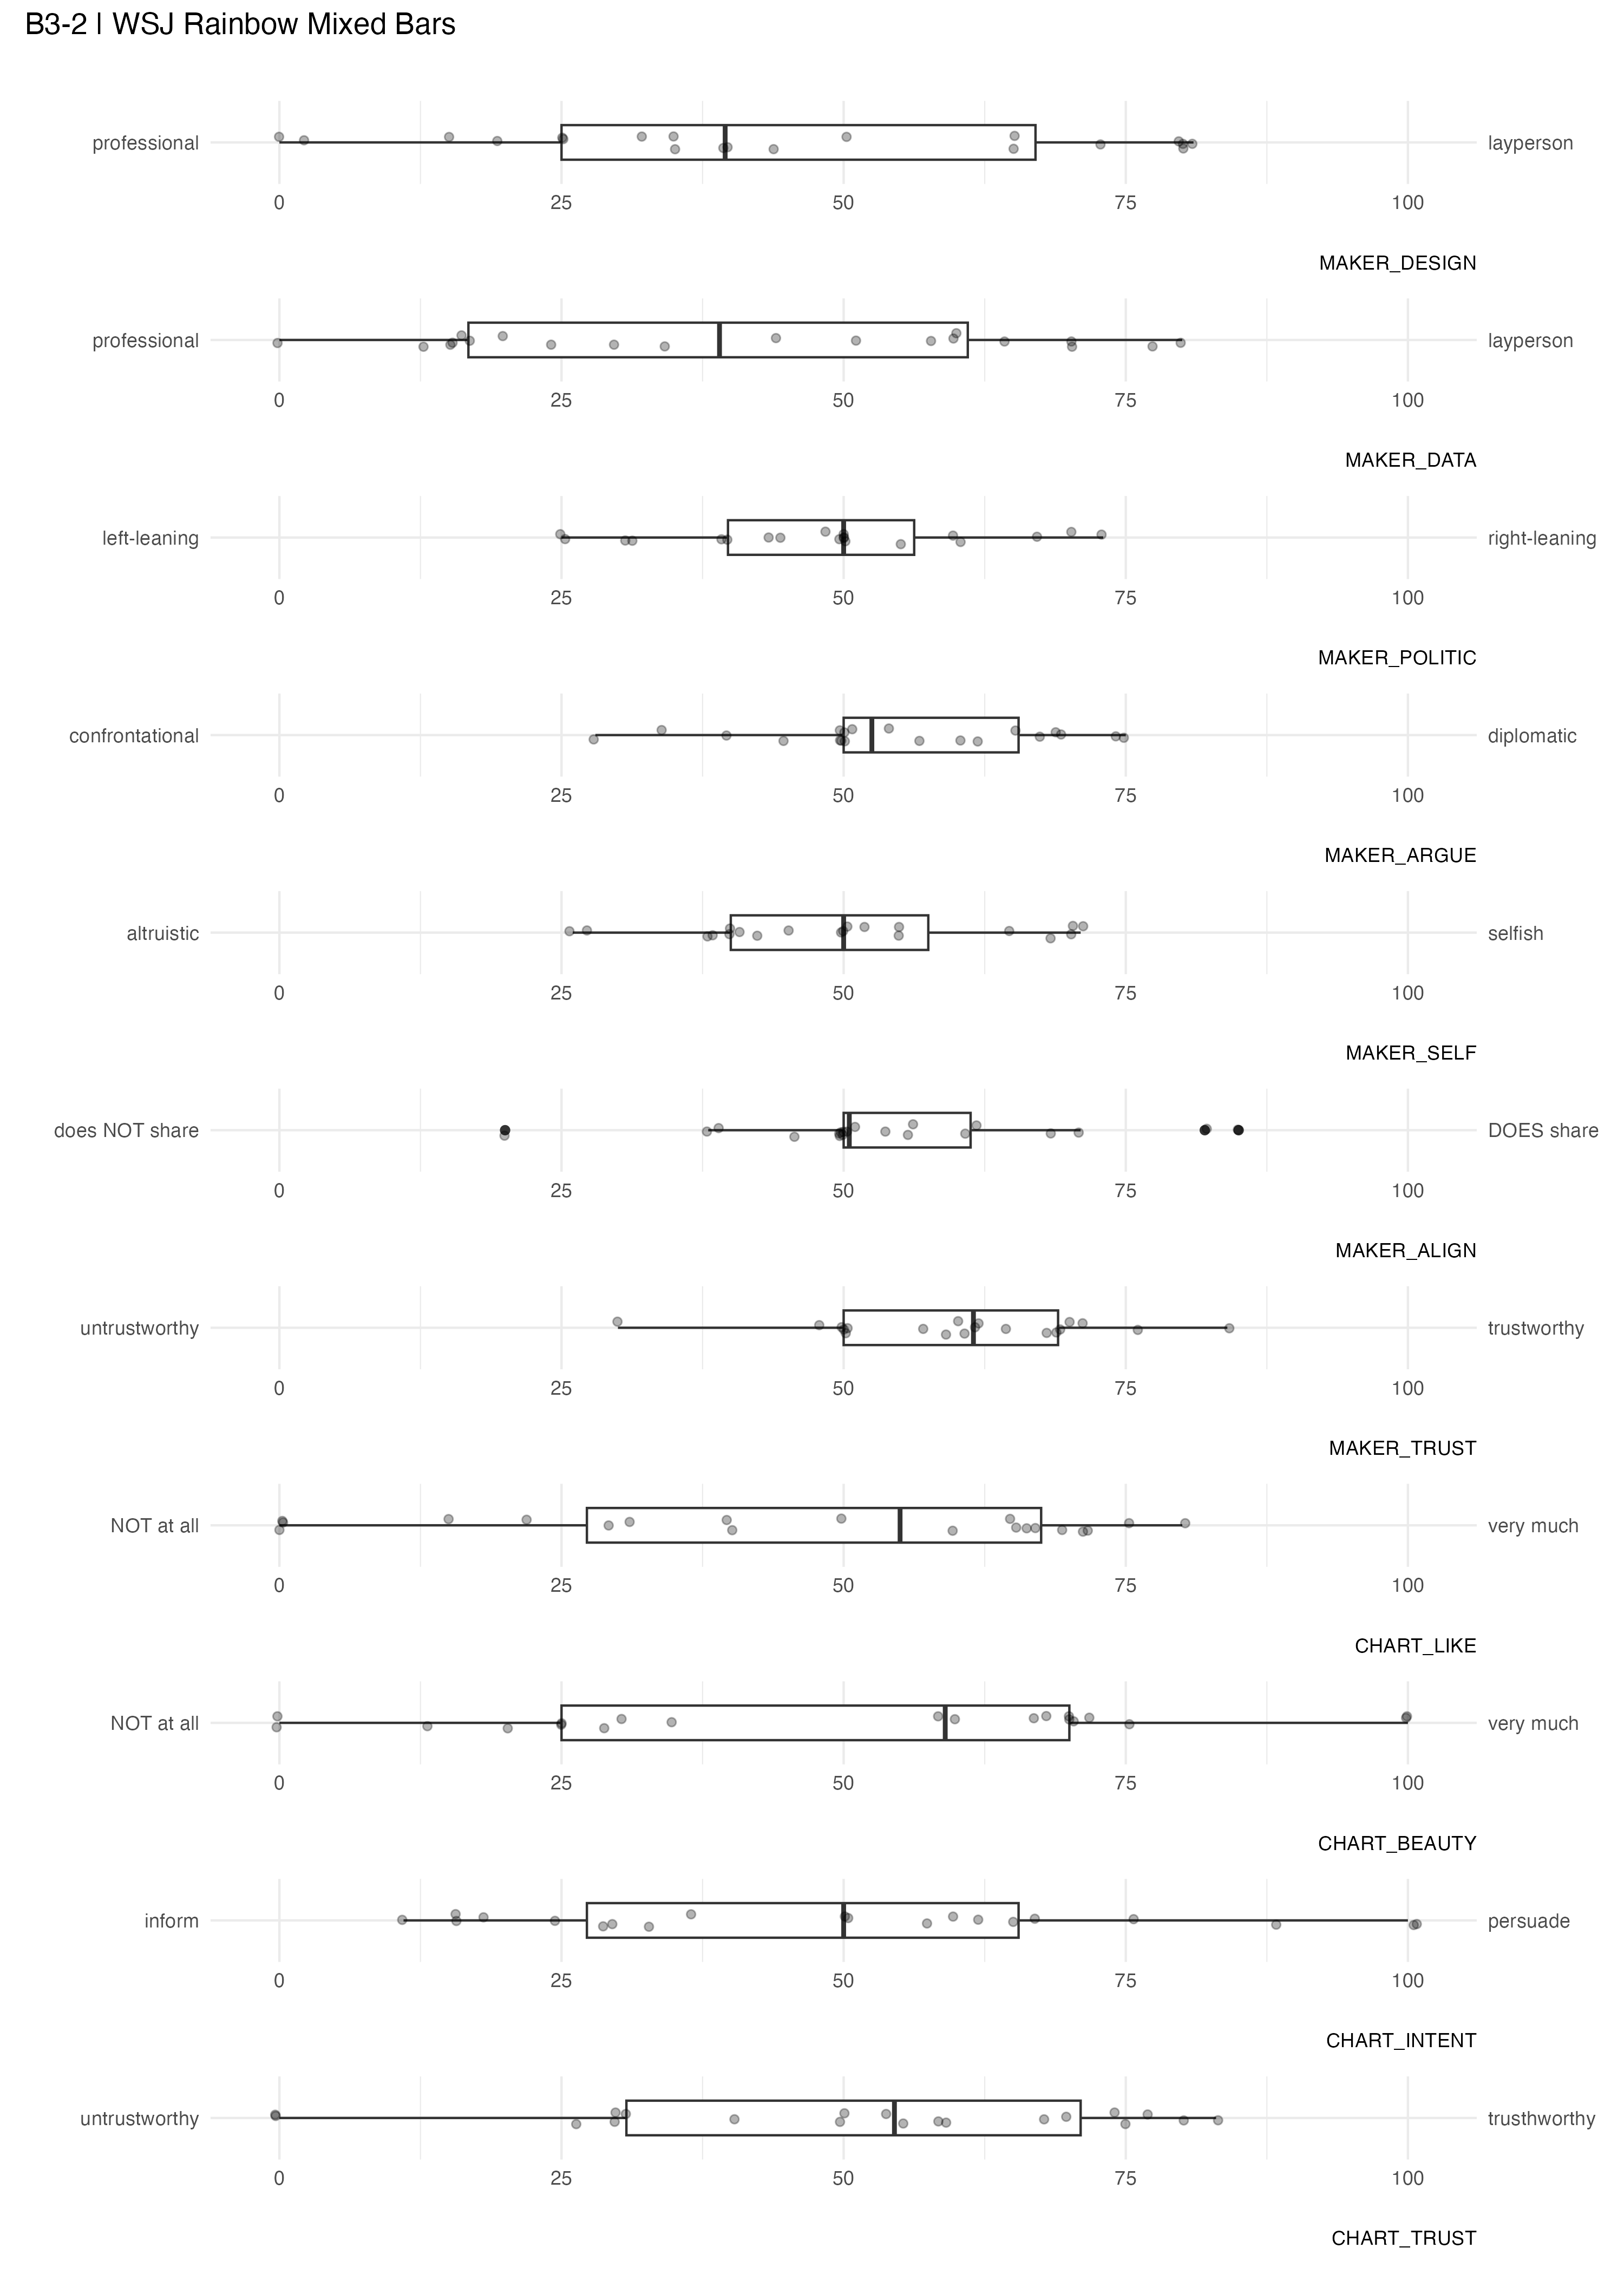 B3-2 | WSJ Rainbow Mixed Bars
professional layperson
0 25 50 75 100
MAKER_DESIGN
professional layperson
0 25 50 75 100
MAKER_DATA
left-leaning right-leaning
0 25 50 75 100
MAKER_POLITIC
confrontational diplomatic
0 25 50 75 100
MAKER_ARGUE
altruistic selfish
0 25 50 75 100
MAKER_SELF
does NOT share DOES share
0 25 50 75 100
MAKER_ALIGN
untrustworthy trustworthy
0 25 50 75 100
MAKER_TRUST
NOT at all very much
0 25 50 75 100
CHART_LIKE
NOT at all very much
0 25 50 75 100
CHART_BEAUTY
inform persuade
0 25 50 75 100
CHART_INTENT
untrustworthy trusthworthy
0 25 50 75 100
CHART_TRUST